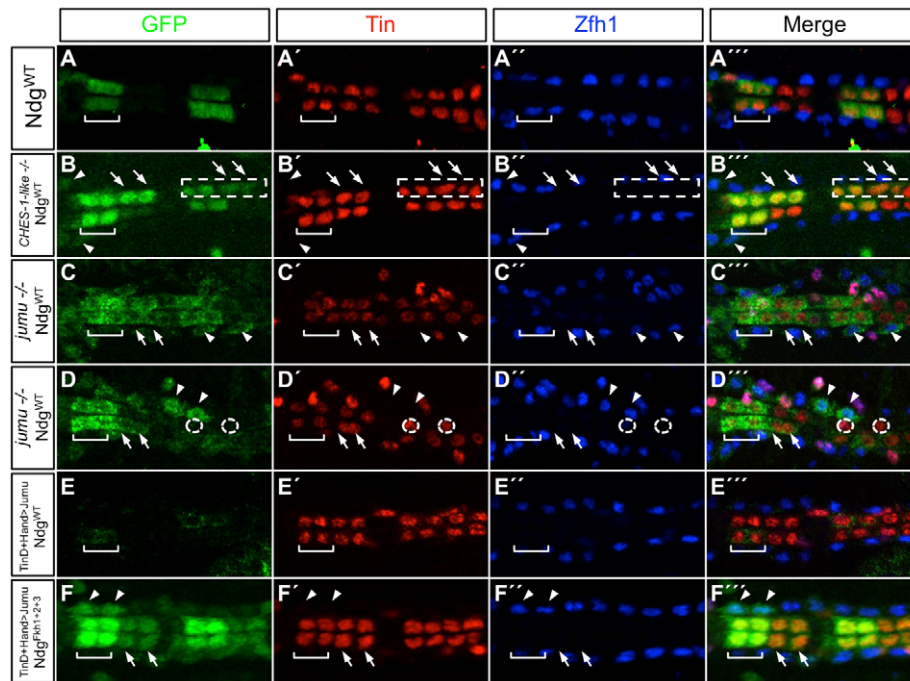 GFP Tin Zfh1 Merge
Ndg^WT A A´ A´´ A´´´
CHES-1-like -/-
Ndg^WT B B´ B´´ B´´´
jumu -/-
Ndg^WT C C´ C´´ C´´´
jumu -/-
Ndg^WT D D´ D´´ D´´´
TinD+Hand>Jumu
Ndg^WT E E´ E´´ E´´´
TinD+Hand>Jumu
Ndg^Fkh1+2+3 F F´ F´´ F´´´